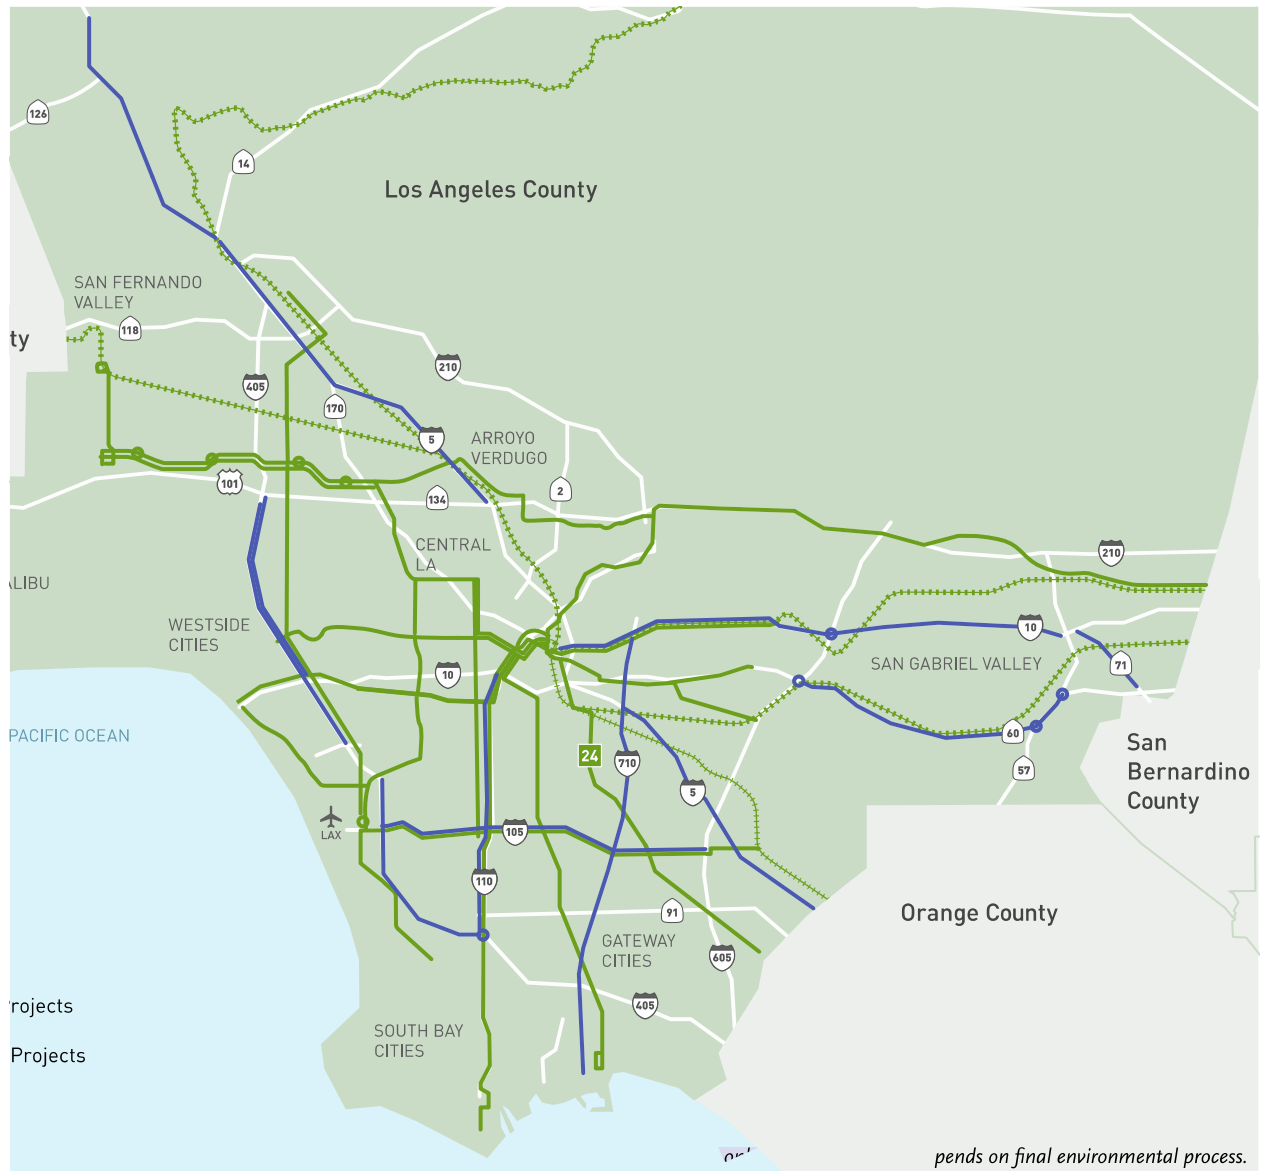 126
14
Los Angeles County
SAN FERNANDO
VALLEY
118
ty
210
405
170
5
ARROYO
VERDUGO
101
134
2
CENTRAL
LA
210
ALIBU
WESTSIDE
CITIES
10
10
SAN GABRIEL VALLEY
71
PACIFIC OCEAN
60
57
San
Bernardino
County
24
710
5
LAX
105
110
91
Orange County
GATEWAY
CITIES
605
405
rojects
SOUTH BAY
CITIES
Projects
pends on final environmental process.